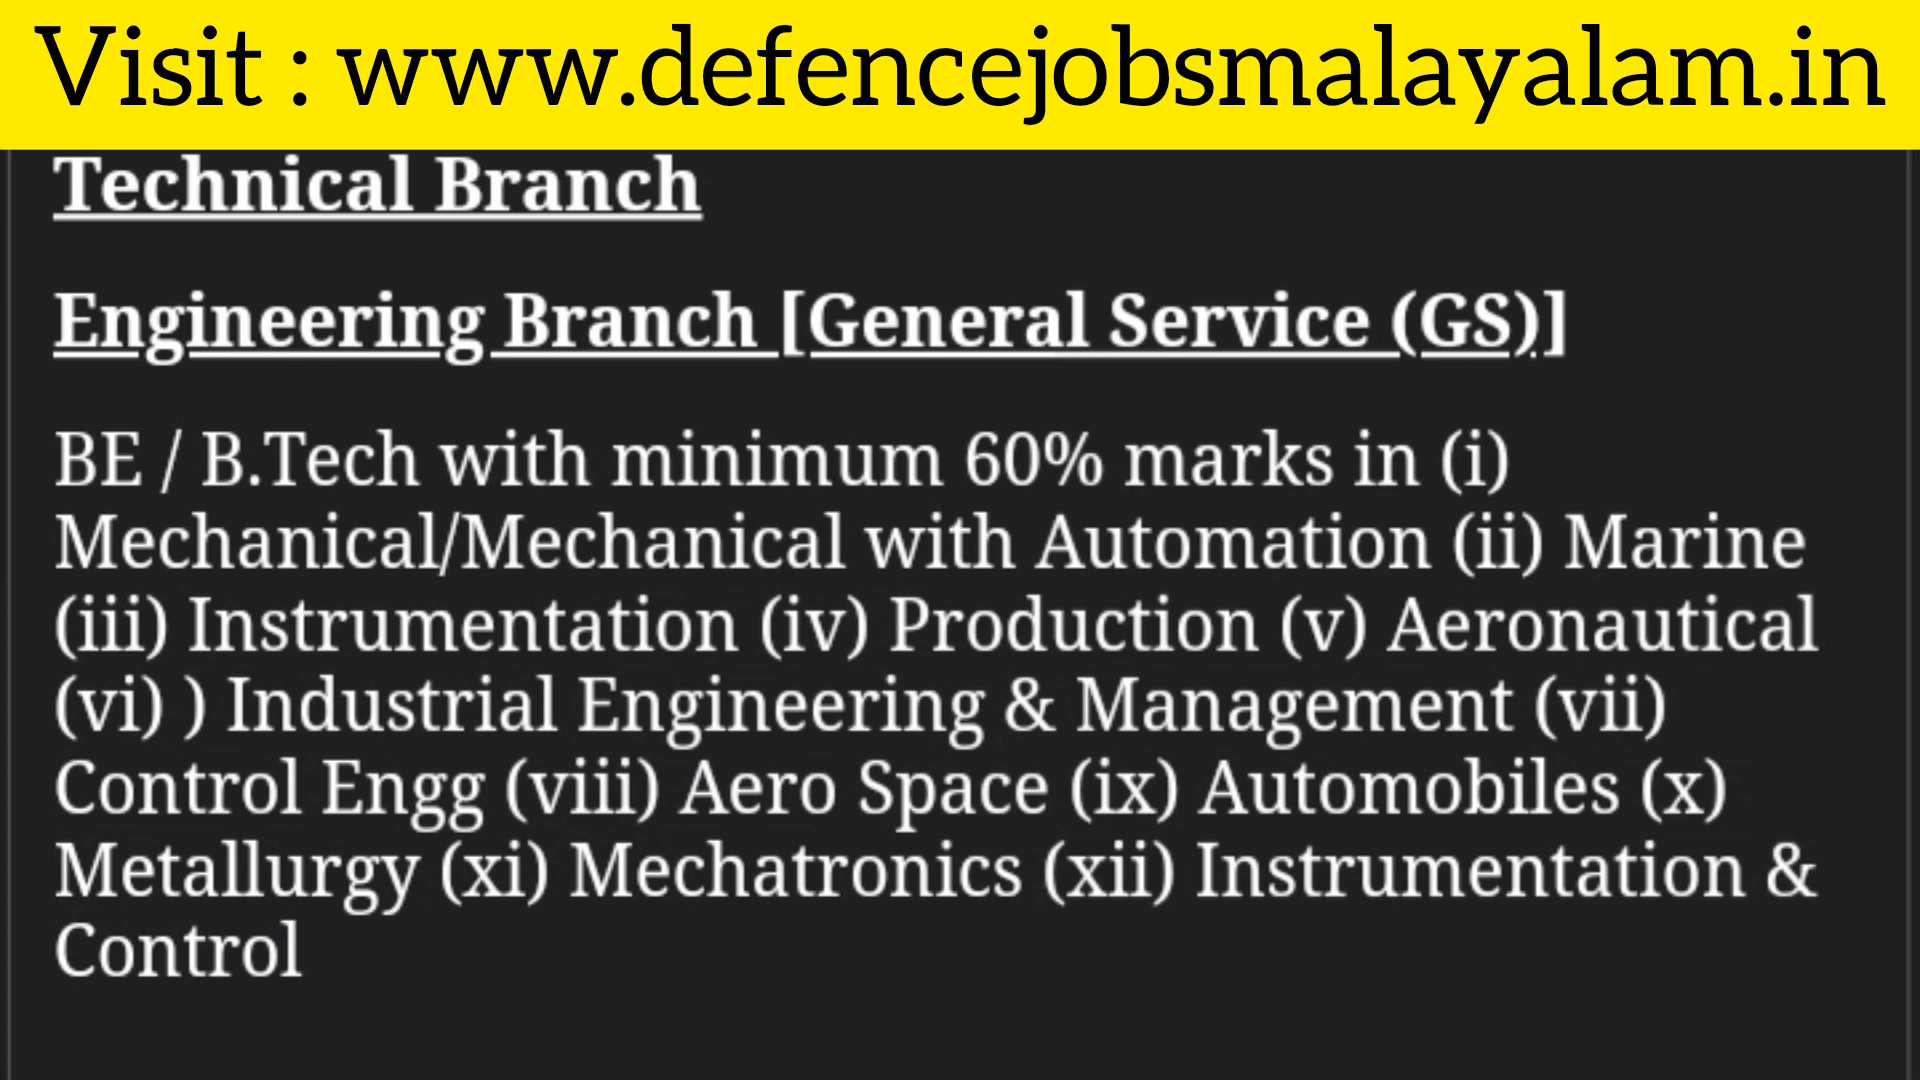 Visit : www.defencejobsmalayalam.in
Technical Branch
Engineering Branch [General Service (GS)]
BE / B.Tech with minimum 60% marks in (i)
Mechanical/Mechanical with Automation (ii) Marine
(iii) Instrumentation (iv) Production (v) Aeronautical
(vi) ) Industrial Engineering & Management (vii)
Control Engg (viii) Aero Space (ix) Automobiles (x)
Metallurgy (xi) Mechatronics (xii) Instrumentation &
Control